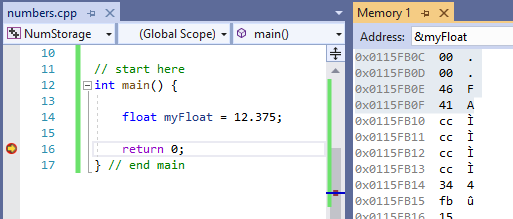 numbers.cpp
NumStorage (Global Scope) main()
10
11 // start here
12 int main() {
13
14 float myFloat = 12.375;
15
16 return 0;
17 } // end main
Memory 1
Address: &myFloat
0x0115FB0C 00 .
0x0115FB0D 00 .
0x0115FB0E 46 F
0x0115FB0F 41 A
0x0115FB10 cc Ì
0x0115FB11 cc Ì
0x0115FB12 cc Ì
0x0115FB13 cc Ì
0x0115FB14 34 4
0x0115FB15 fb û
0x0115FB16 15 .